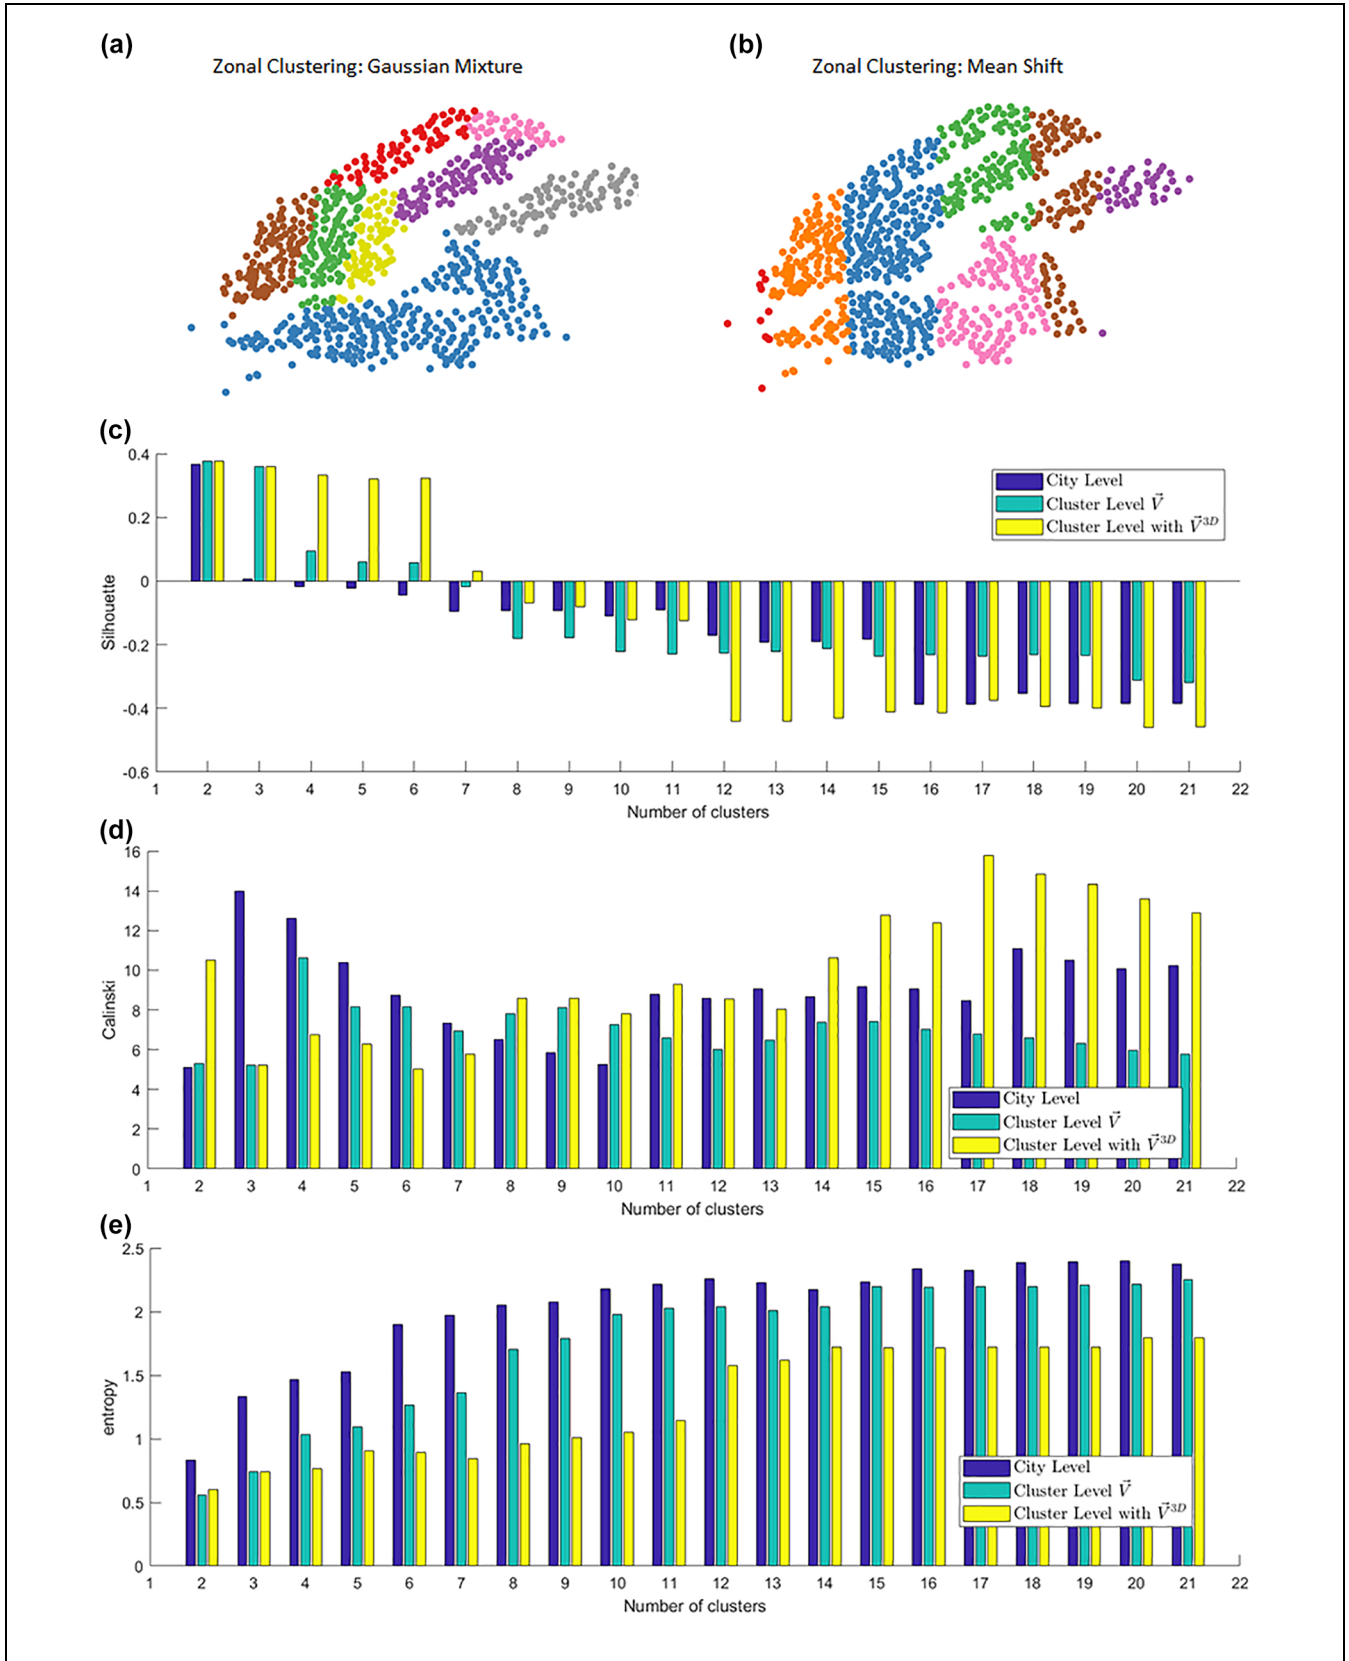 (a)
Zonal Clustering: Gaussian Mixture
(b)
Zonal Clustering: Mean Shift
(c)
0.4
0.2
0
-0.2
-0.4
-0.6
Silhouette
City Level
Cluster Level V⃗
Cluster Level with V⃗³ᴰ
1 2 3 4 5 6 7 8 9 10 11 12 13 14 15 16 17 18 19 20 21 22
Number of clusters
(d)
16
14
12
10
8
6
4
2
0
Calinski
City Level
Cluster Level V⃗
Cluster Level with V⃗³ᴰ
1 2 3 4 5 6 7 8 9 10 11 12 13 14 15 16 17 18 19 20 21 22
Number of clusters
(e)
2.5
2
1.5
1
0.5
0
entropy
City Level
Cluster Level V⃗
Cluster Level with V⃗³ᴰ
1 2 3 4 5 6 7 8 9 10 11 12 13 14 15 16 17 18 19 20 21 22
Number of clusters